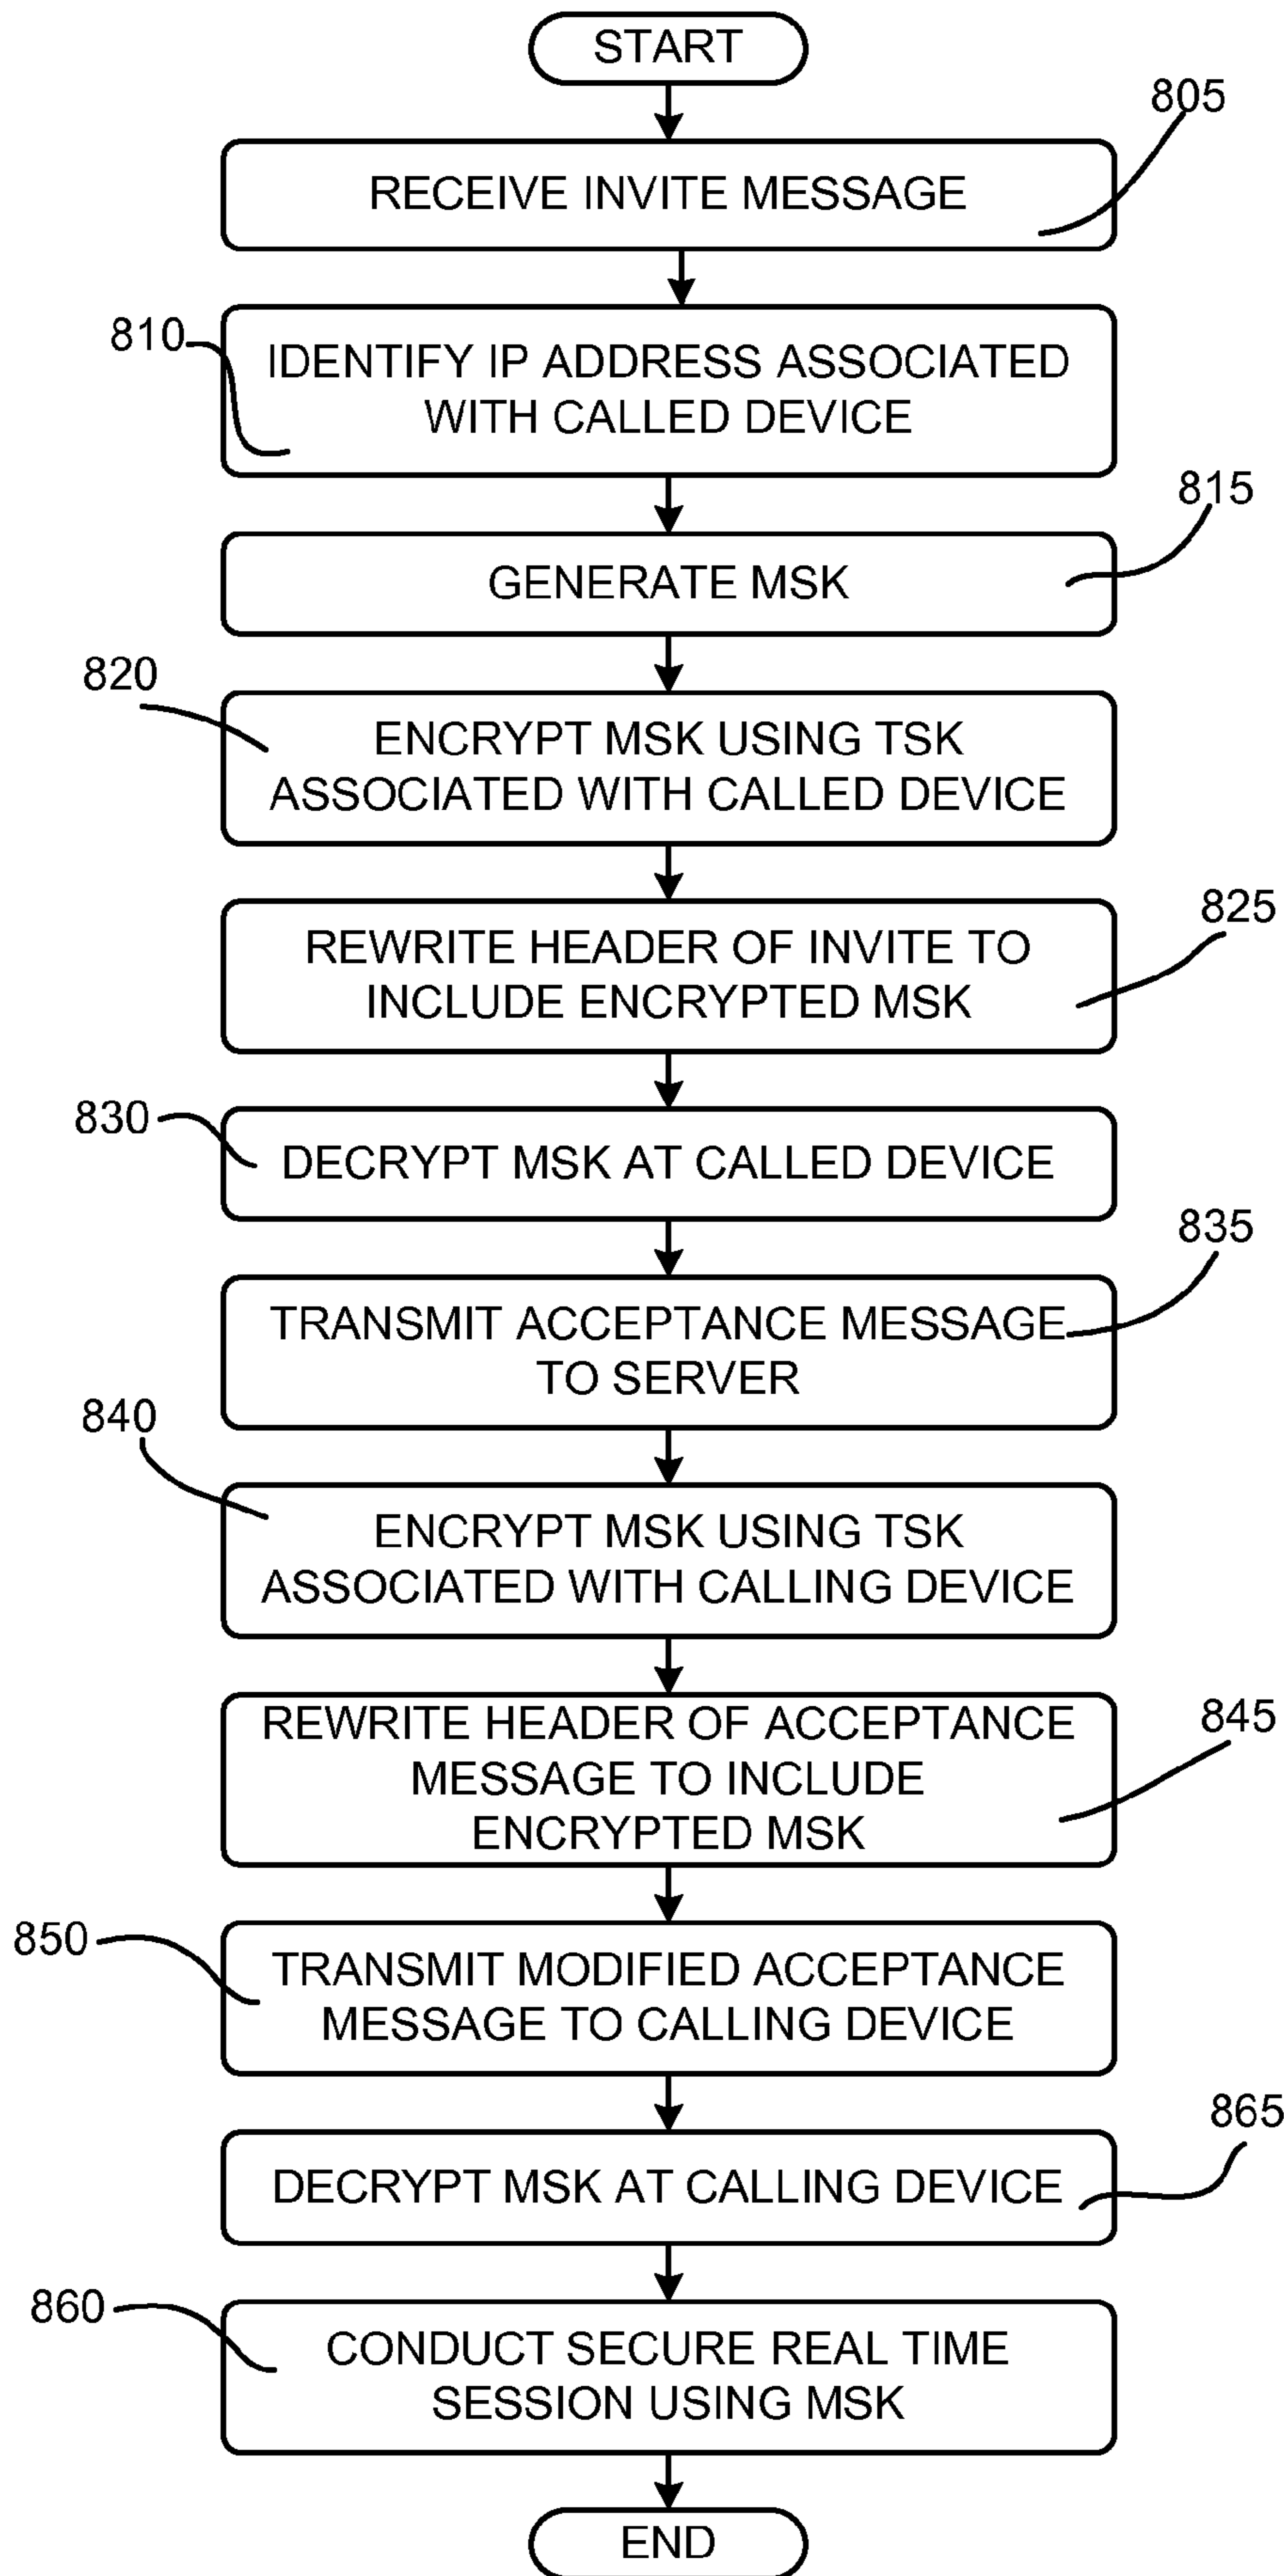 START
805
RECEIVE INVITE MESSAGE
810
IDENTIFY IP ADDRESS ASSOCIATED
WITH CALLED DEVICE
815
GENERATE MSK
820
ENCRYPT MSK USING TSK
ASSOCIATED WITH CALLED DEVICE
825
REWRITE HEADER OF INVITE TO
INCLUDE ENCRYPTED MSK
830
DECRYPT MSK AT CALLED DEVICE
835
TRANSMIT ACCEPTANCE MESSAGE
TO SERVER
840
ENCRYPT MSK USING TSK
ASSOCIATED WITH CALLING DEVICE
845
REWRITE HEADER OF ACCEPTANCE
MESSAGE TO INCLUDE
ENCRYPTED MSK
850
TRANSMIT MODIFIED ACCEPTANCE
MESSAGE TO CALLING DEVICE
865
DECRYPT MSK AT CALLING DEVICE
860
CONDUCT SECURE REAL TIME
SESSION USING MSK
END